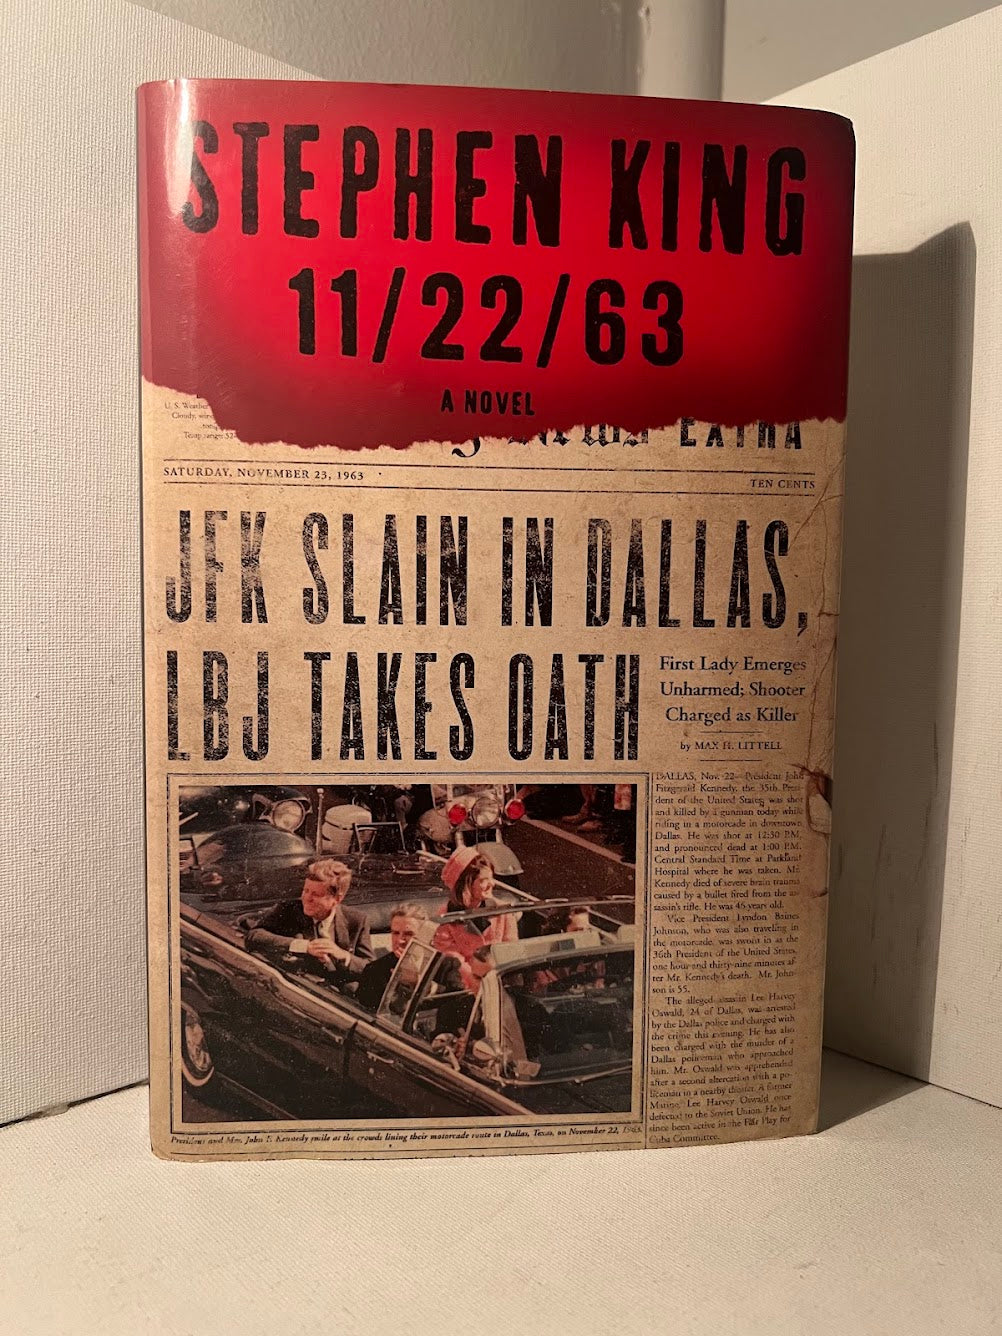 STEPHEN KING
11/22/63
A NOVEL
U. S. Weather
Cloudy,
Temp. range: 52
News EXTRA
SATURDAY, NOVEMBER 23, 1963
TEN CENTS
JFK SLAIN IN DALLAS,
LBJ TAKES OATH
First Lady Emerges
Unharmed; Shooter
Charged as Killer
by MAX H. LITTELL
DALLAS, Nov. 22— President John
Fitzgerald Kennedy, the 35th Presi-
dent of the United States, was shot
and killed by a gunman today while
riding in a motorcade in downtown
Dallas. He was shot at 12:30 P.M.
and pronounced dead at 1:00 P.M.
Central Standard Time at Parkland
Hospital where he was taken. Mr.
Kennedy died of severe brain trauma
caused by a bullet fired from the as-
sassin's rifle. He was 46 years old.
Vice President Lyndon Baines
Johnson, who was also traveling in
the motorcade, was sworn in as the
36th President of the United States,
one hour and thirty-nine minutes af-
ter Mr. Kennedy's death. Mr. John-
son is 55.
The alleged assassin Lee Harvey
Oswald, 24 of Dallas, was arrested
by the Dallas police and charged with
the crime this evening. He has also
been charged with the murder of a
Dallas policeman who approached
him. Mr. Oswald was apprehended
after a second altercation with a po-
liceman in a nearby theater. A former
Marine, Lee Harvey Oswald once
defected to the Soviet Union. He has
since been active in the Fair Play for
Cuba Committee.
President and Mrs. John F. Kennedy smile at the crowds lining their motorcade route in Dallas, Texas, on November 22, 1963.